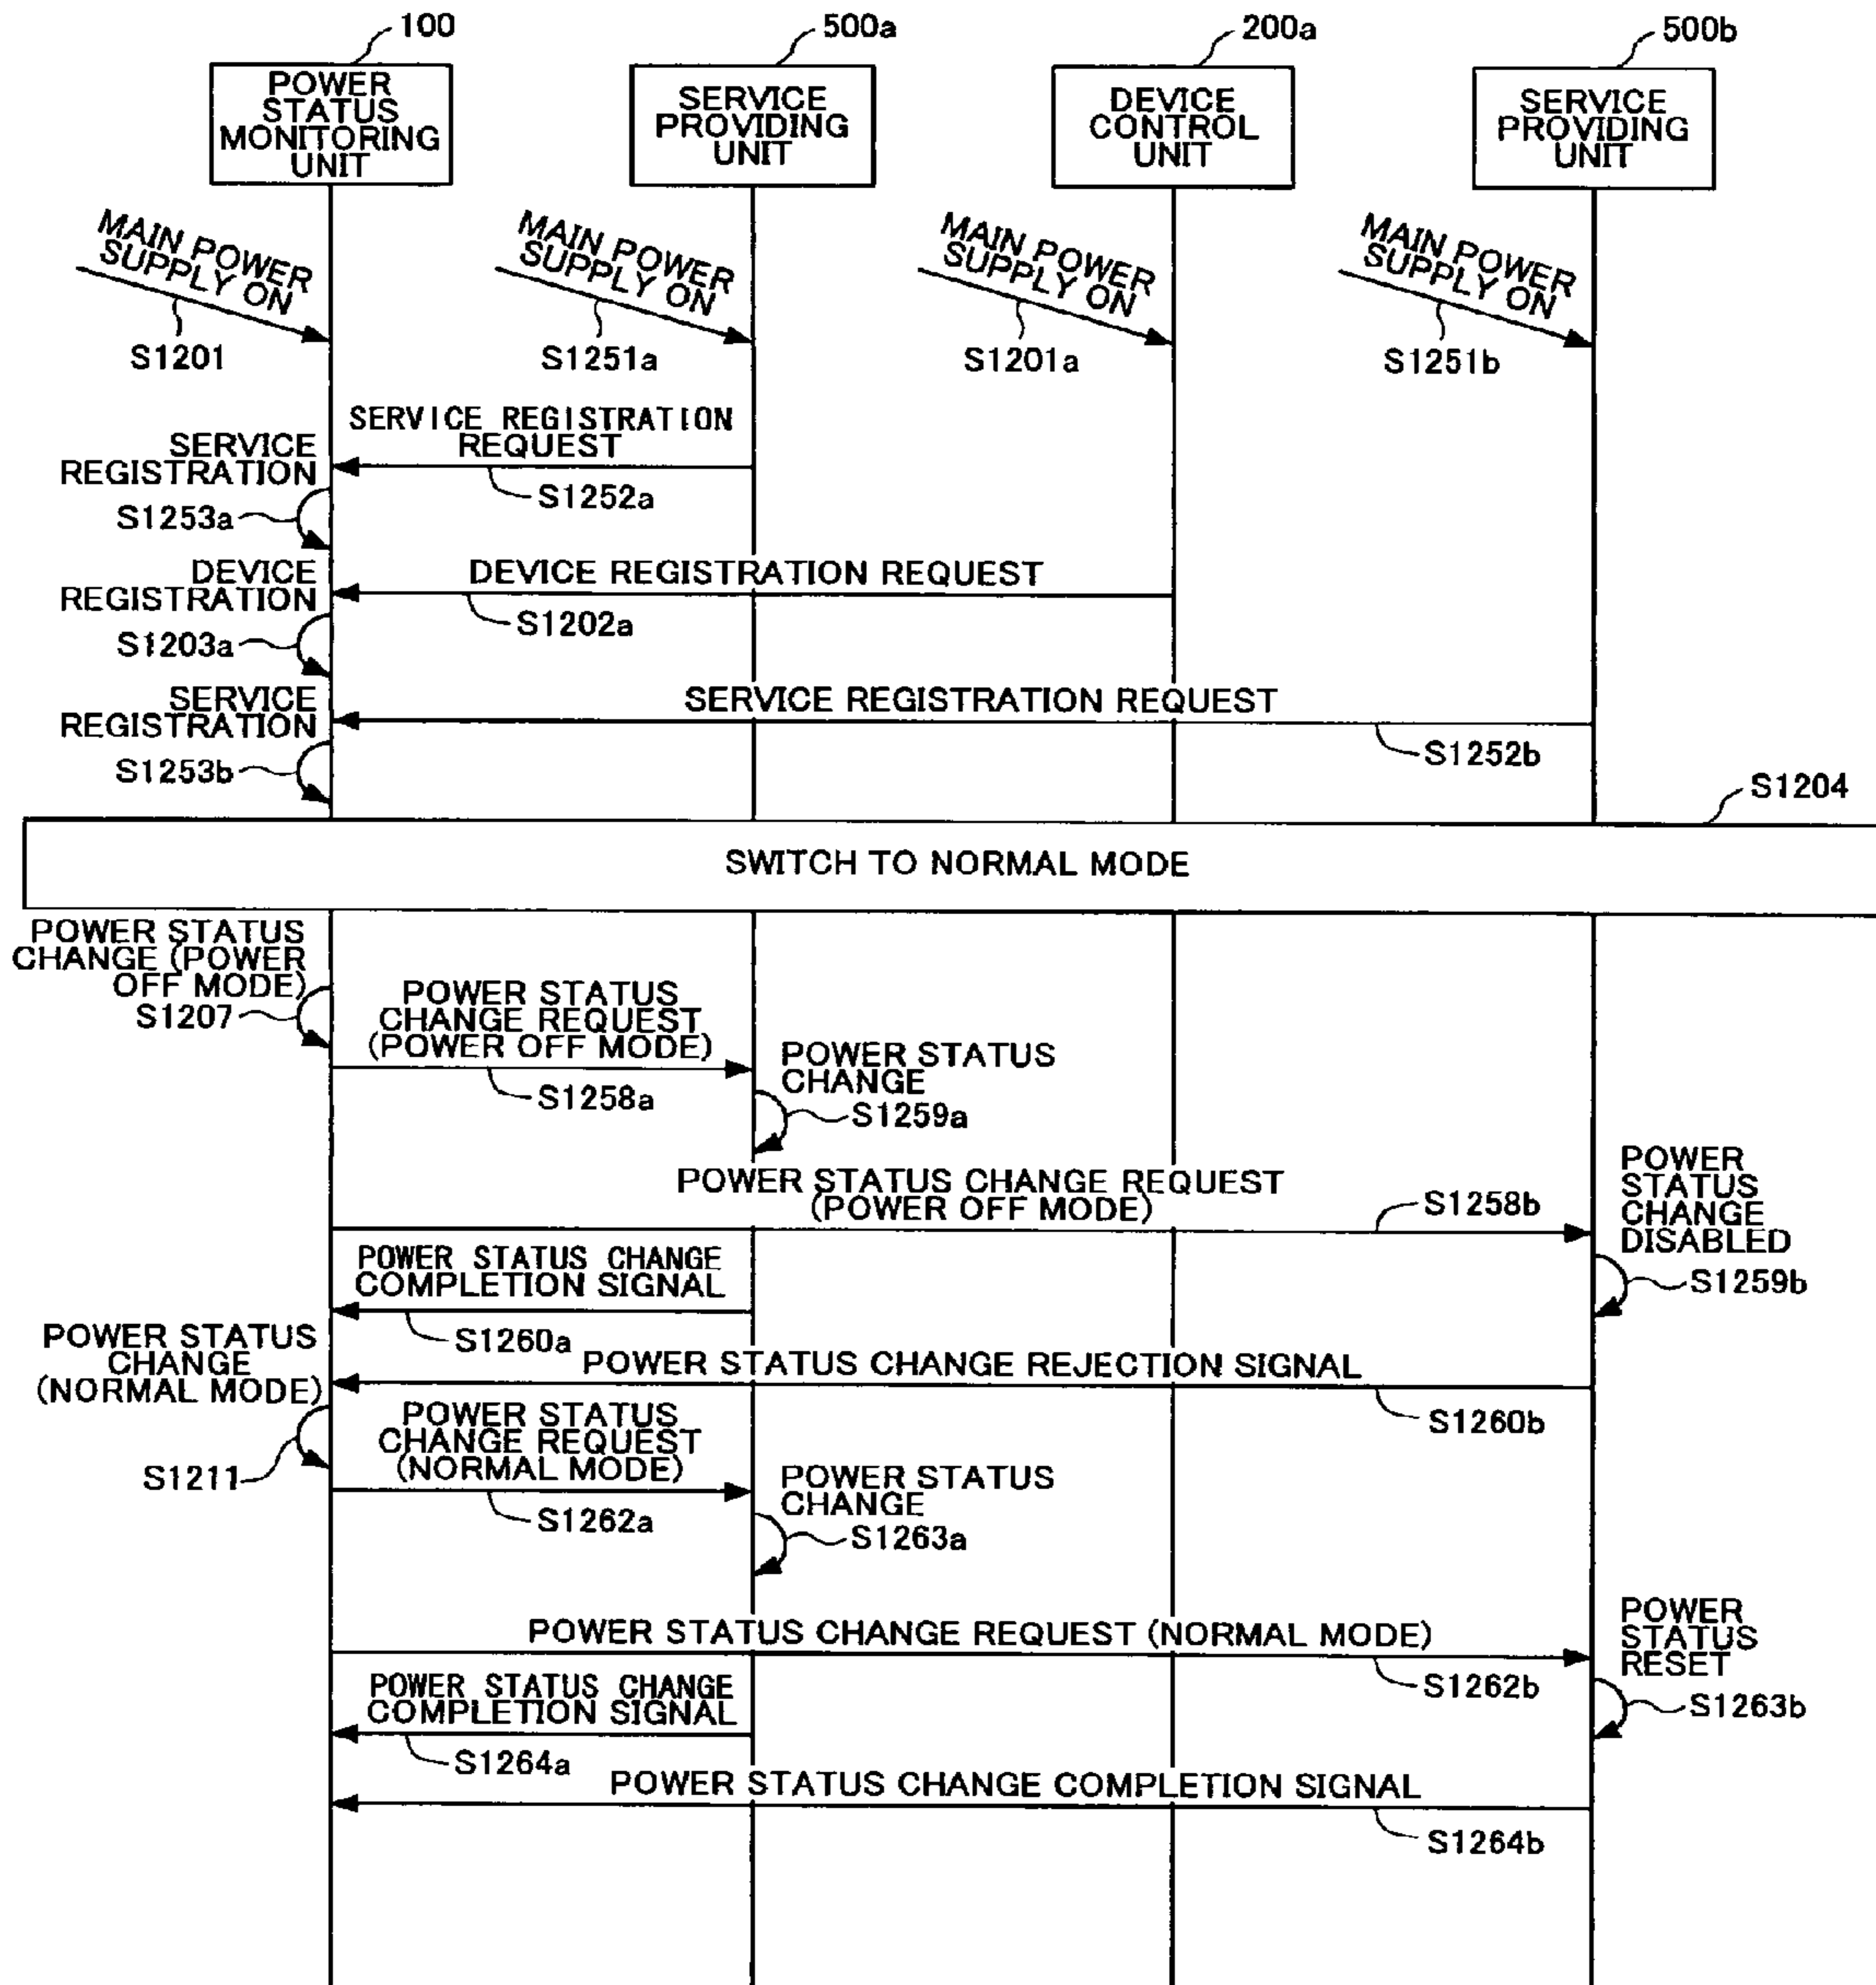 100
500a
200a
500b
POWER
STATUS
MONITORING
UNIT
SERVICE
PROVIDING
UNIT
DEVICE
CONTROL
UNIT
SERVICE
PROVIDING
UNIT
MAIN POWER
SUPPLY ON
S1201
MAIN POWER
SUPPLY ON
S1251a
MAIN POWER
SUPPLY ON
S1201a
MAIN POWER
SUPPLY ON
S1251b
SERVICE REGISTRATION
REQUEST
SERVICE
REGISTRATION
S1252a
S1253a
DEVICE
REGISTRATION
DEVICE REGISTRATION REQUEST
S1202a
S1203a
SERVICE
REGISTRATION
SERVICE REGISTRATION REQUEST
S1252b
S1253b
S1204
SWITCH TO NORMAL MODE
POWER STATUS
CHANGE (POWER
OFF MODE)
S1207
POWER STATUS
CHANGE REQUEST
(POWER OFF MODE)
S1258a
POWER STATUS
CHANGE
S1259a
POWER STATUS CHANGE REQUEST
(POWER OFF MODE)
S1258b
POWER
STATUS
CHANGE
DISABLED
S1259b
POWER STATUS CHANGE
COMPLETION SIGNAL
S1260a
POWER STATUS
CHANGE
(NORMAL MODE)
POWER STATUS CHANGE REJECTION SIGNAL
S1260b
S1211
POWER STATUS
CHANGE REQUEST
(NORMAL MODE)
S1262a
POWER STATUS
CHANGE
S1263a
POWER STATUS CHANGE REQUEST (NORMAL MODE)
S1262b
POWER
STATUS
RESET
S1263b
POWER STATUS CHANGE
COMPLETION SIGNAL
S1264a
POWER STATUS CHANGE COMPLETION SIGNAL
S1264b